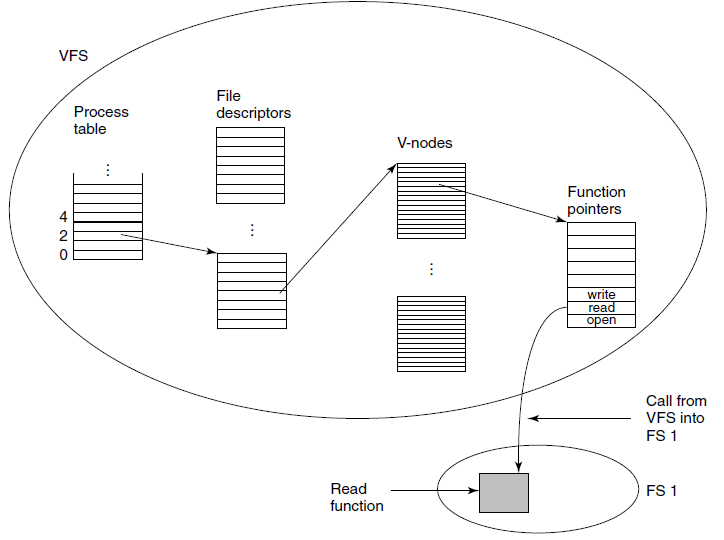 VFS
Process
table
File
descriptors
V-nodes
Function
pointers
4
2
0
write
read
open
Call from
VFS into
FS 1
Read
function
FS 1